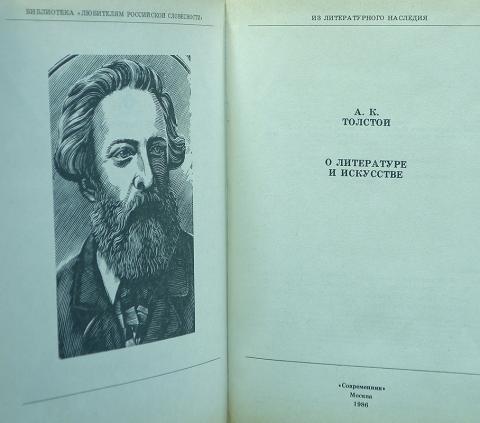 БИБЛИОТЕКА «ЛЮБИТЕЛЯМ РОССИЙСКОЙ СЛОВЕСНОСТИ»
ИЗ ЛИТЕРАТУРНОГО НАСЛЕДИЯ
А. К.
ТОЛСТОЙ
О ЛИТЕРАТУРЕ
И ИСКУССТВЕ
«Современник»
Москва
1986